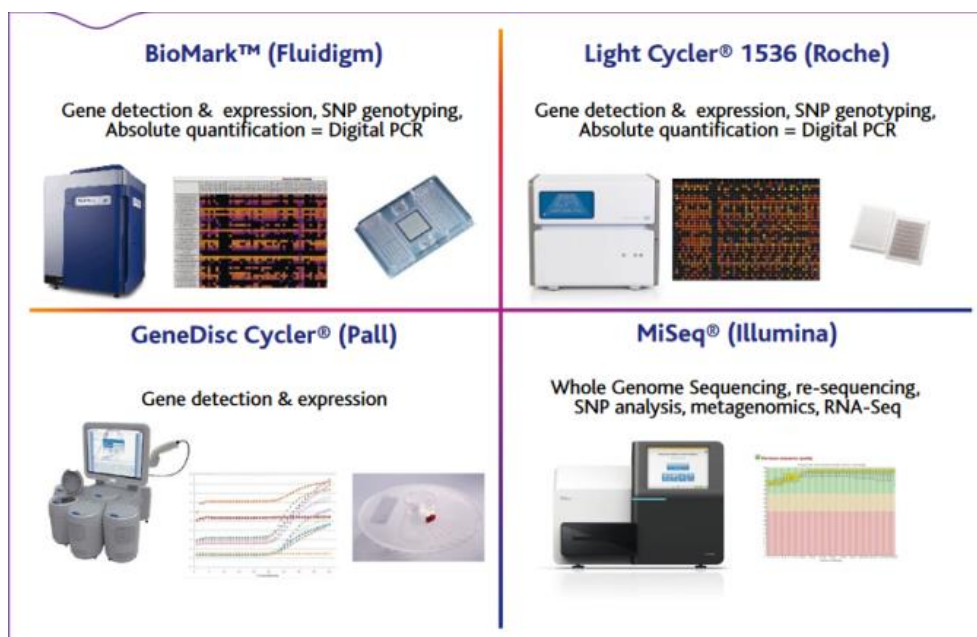 BioMark™ (Fluidigm)
Gene detection & expression, SNP genotyping,
Absolute quantification = Digital PCR
Light Cycler® 1536 (Roche)
Gene detection & expression, SNP genotyping,
Absolute quantification = Digital PCR
GeneDisc Cycler® (Pall)
Gene detection & expression
MiSeq® (Illumina)
Whole Genome Sequencing, re-sequencing,
SNP analysis, metagenomics, RNA-Seq